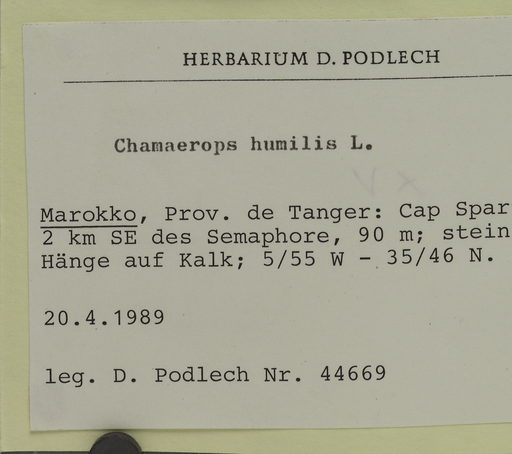 HERBARIUM D. PODLECH
Chamaerops humilis L.
Marokko, Prov. de Tanger: Cap Spar
2 km SE des Semaphore, 90 m; stein
Hänge auf Kalk; 5/55 W - 35/46 N.
20.4.1989
leg. D. Podlech Nr. 44669